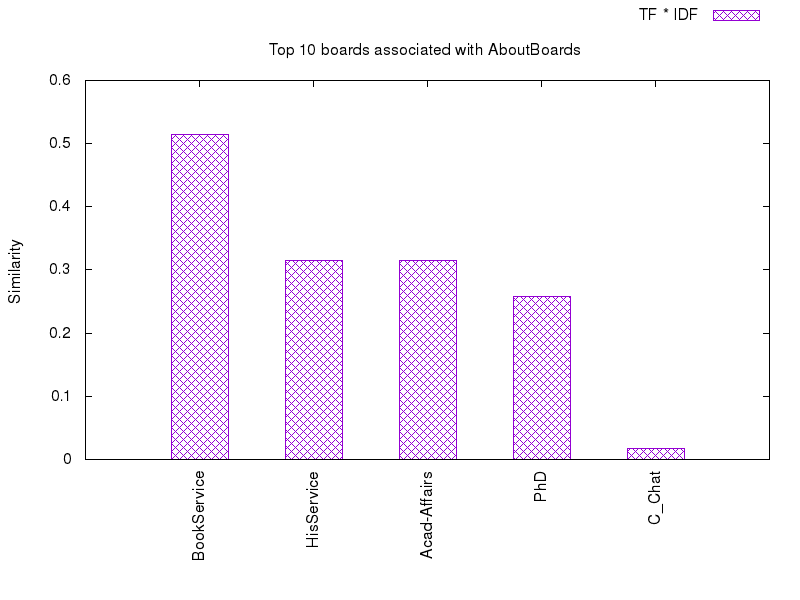 TF * IDF
Top 10 boards associated with AboutBoards
0.6
0.5
0.4
0.3
0.2
0.1
0
Similarity
BookService
HisService
Acad-Affairs
PhD
C_Chat